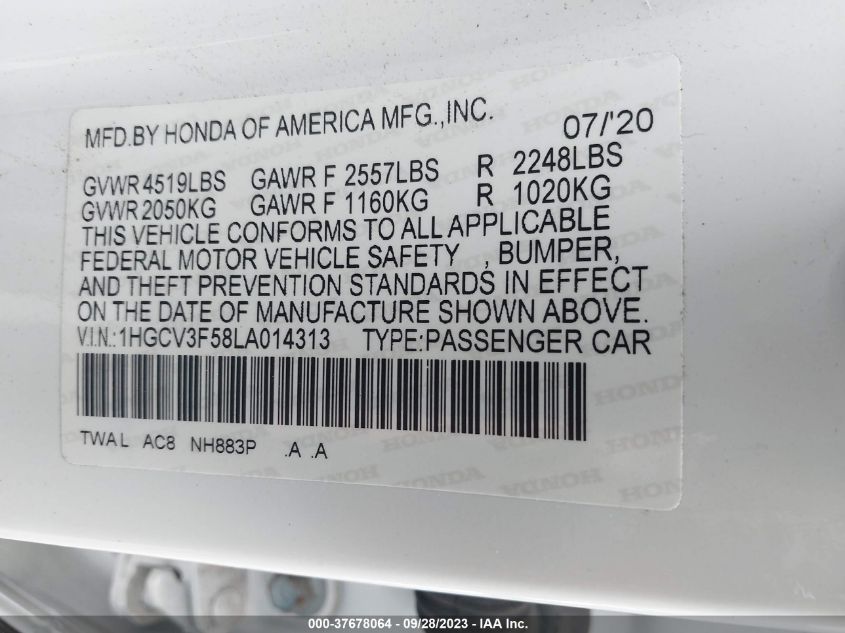 MFD.BY HONDA OF AMERICA MFG.,INC. 07/'20
GVWR 4519LBS GAWR F 2557LBS R 2248LBS
GVWR 2050KG GAWR F 1160KG R 1020KG
THIS VEHICLE CONFORMS TO ALL APPLICABLE
FEDERAL MOTOR VEHICLE SAFETY , BUMPER,
AND THEFT PREVENTION STANDARDS IN EFFECT
ON THE DATE OF MANUFACTURE SHOWN ABOVE.
V.I.N.:1HGCV3F58LA014313 TYPE:PASSENGER CAR
TWAL AC8 NH883P .A .A
000-37678064 - 09/28/2023 - IAA Inc.